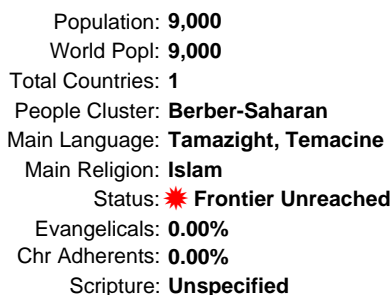 Population: 9,000
World Popl: 9,000
Total Countries: 1
People Cluster: Berber-Saharan
Main Language: Tamazight, Temacine
Main Religion: Islam
Status: Frontier Unreached
Evangelicals: 0.00%
Chr Adherents: 0.00%
Scripture: Unspecified